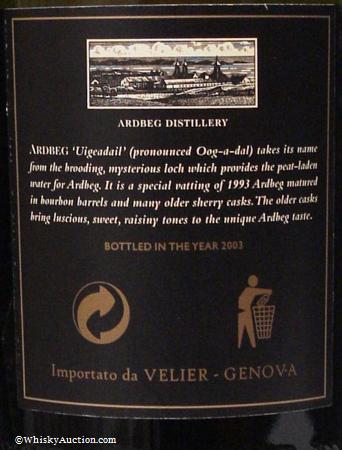 ARDBEG DISTILLERY
ARDBEG ‘Uigeadail’ (pronounced Oog-a-dal) takes its name
from the brooding, mysterious loch which provides the peat-laden
water for Ardbeg. It is a special vatting of 1993 Ardbeg matured
in bourbon barrels and many older sherry casks. The older casks
bring luscious, sweet, raisiny tones to the unique Ardbeg taste.
BOTTLED IN THE YEAR 2003
Importato da VELIER - GENOVA
©WhiskyAuction.com